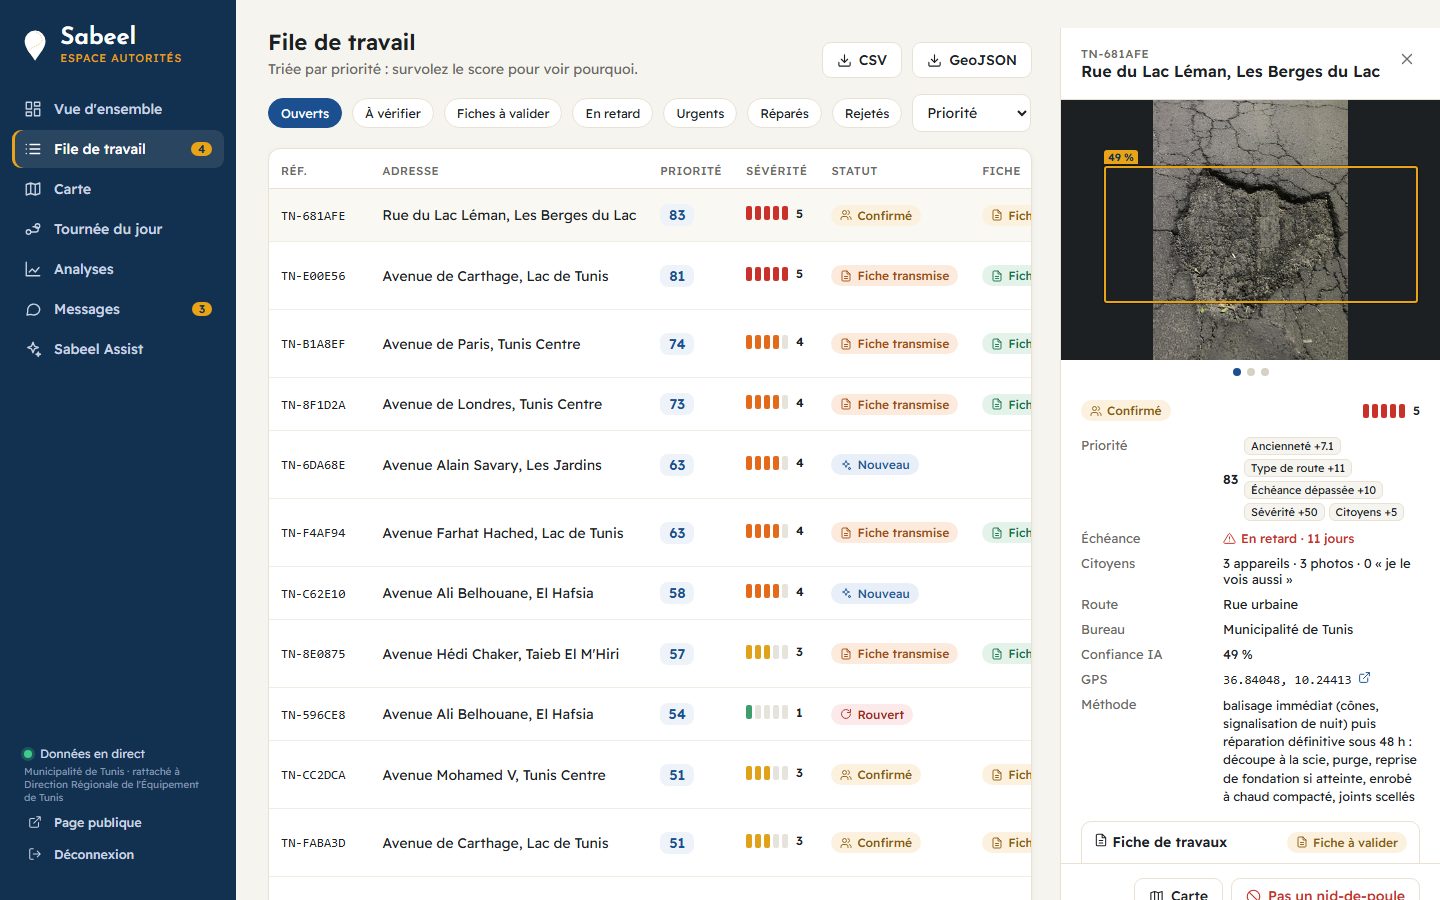 Sabeel
ESPACE AUTORITÉS
Vue d'ensemble
File de travail 4
Carte
Tournée du jour
Analyses
Messages 3
Sabeel Assist
Données en direct
Municipalité de Tunis · rattaché à
Direction Régionale de l'Équipement
de Tunis
Page publique
Déconnexion
File de travail
Triée par priorité : survolez le score pour voir pourquoi.
CSV
GeoJSON
Ouverts
À vérifier
Fiches à valider
En retard
Urgents
Réparés
Rejetés
Priorité
RÉF. ADRESSE PRIORITÉ SÉVÉRITÉ STATUT FICHE
TN-681AFE Rue du Lac Léman, Les Berges du Lac 83 5 Confirmé Fich
TN-E00E56 Avenue de Carthage, Lac de Tunis 81 5 Fiche transmise Fich
TN-B1A8EF Avenue de Paris, Tunis Centre 74 4 Fiche transmise Fich
TN-8F1D2A Avenue de Londres, Tunis Centre 73 4 Fiche transmise Fich
TN-6DA68E Avenue Alain Savary, Les Jardins 63 4 Nouveau
TN-F4AF94 Avenue Farhat Hached, Lac de Tunis 63 4 Fiche transmise Fich
TN-C62E10 Avenue Ali Belhouane, El Hafsia 58 4 Nouveau
TN-8E0875 Avenue Hédi Chaker, Taieb El M'Hiri 57 3 Fiche transmise Fich
TN-596CE8 Avenue Ali Belhouane, El Hafsia 54 1 Rouvert
TN-CC2DCA Avenue Mohamed V, Tunis Centre 51 3 Confirmé Fich
TN-FABA3D Avenue de Carthage, Lac de Tunis 51 3 Confirmé Fich
TN-681AFE
Rue du Lac Léman, Les Berges du Lac
49 %
Confirmé 5
Priorité 83
Ancienneté +7.1
Type de route +11
Échéance dépassée +10
Sévérité +50 Citoyens +5
Échéance En retard · 11 jours
Citoyens 3 appareils · 3 photos · 0 « je le
vois aussi »
Route Rue urbaine
Bureau Municipalité de Tunis
Confiance IA 49 %
GPS 36.84048, 10.24413
Méthode balisage immédiat (cônes,
signalisation de nuit) puis
réparation définitive sous 48 h :
découpe à la scie, purge, reprise
de fondation si atteinte, enrobé
à chaud compacté, joints scellés
Fiche de travaux Fiche à valider
Carte
Pas un nid-de-poule